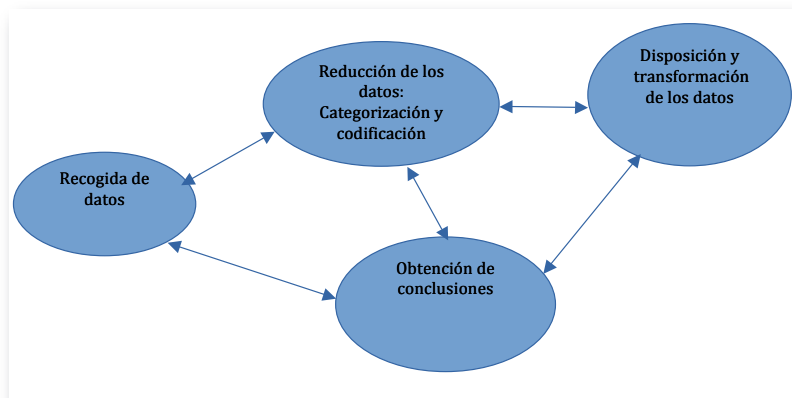 Recogida de
datos
Reducción de los
datos:
Categorización y
codificación
Disposición y
transformación
de los datos
Obtención de
conclusiones